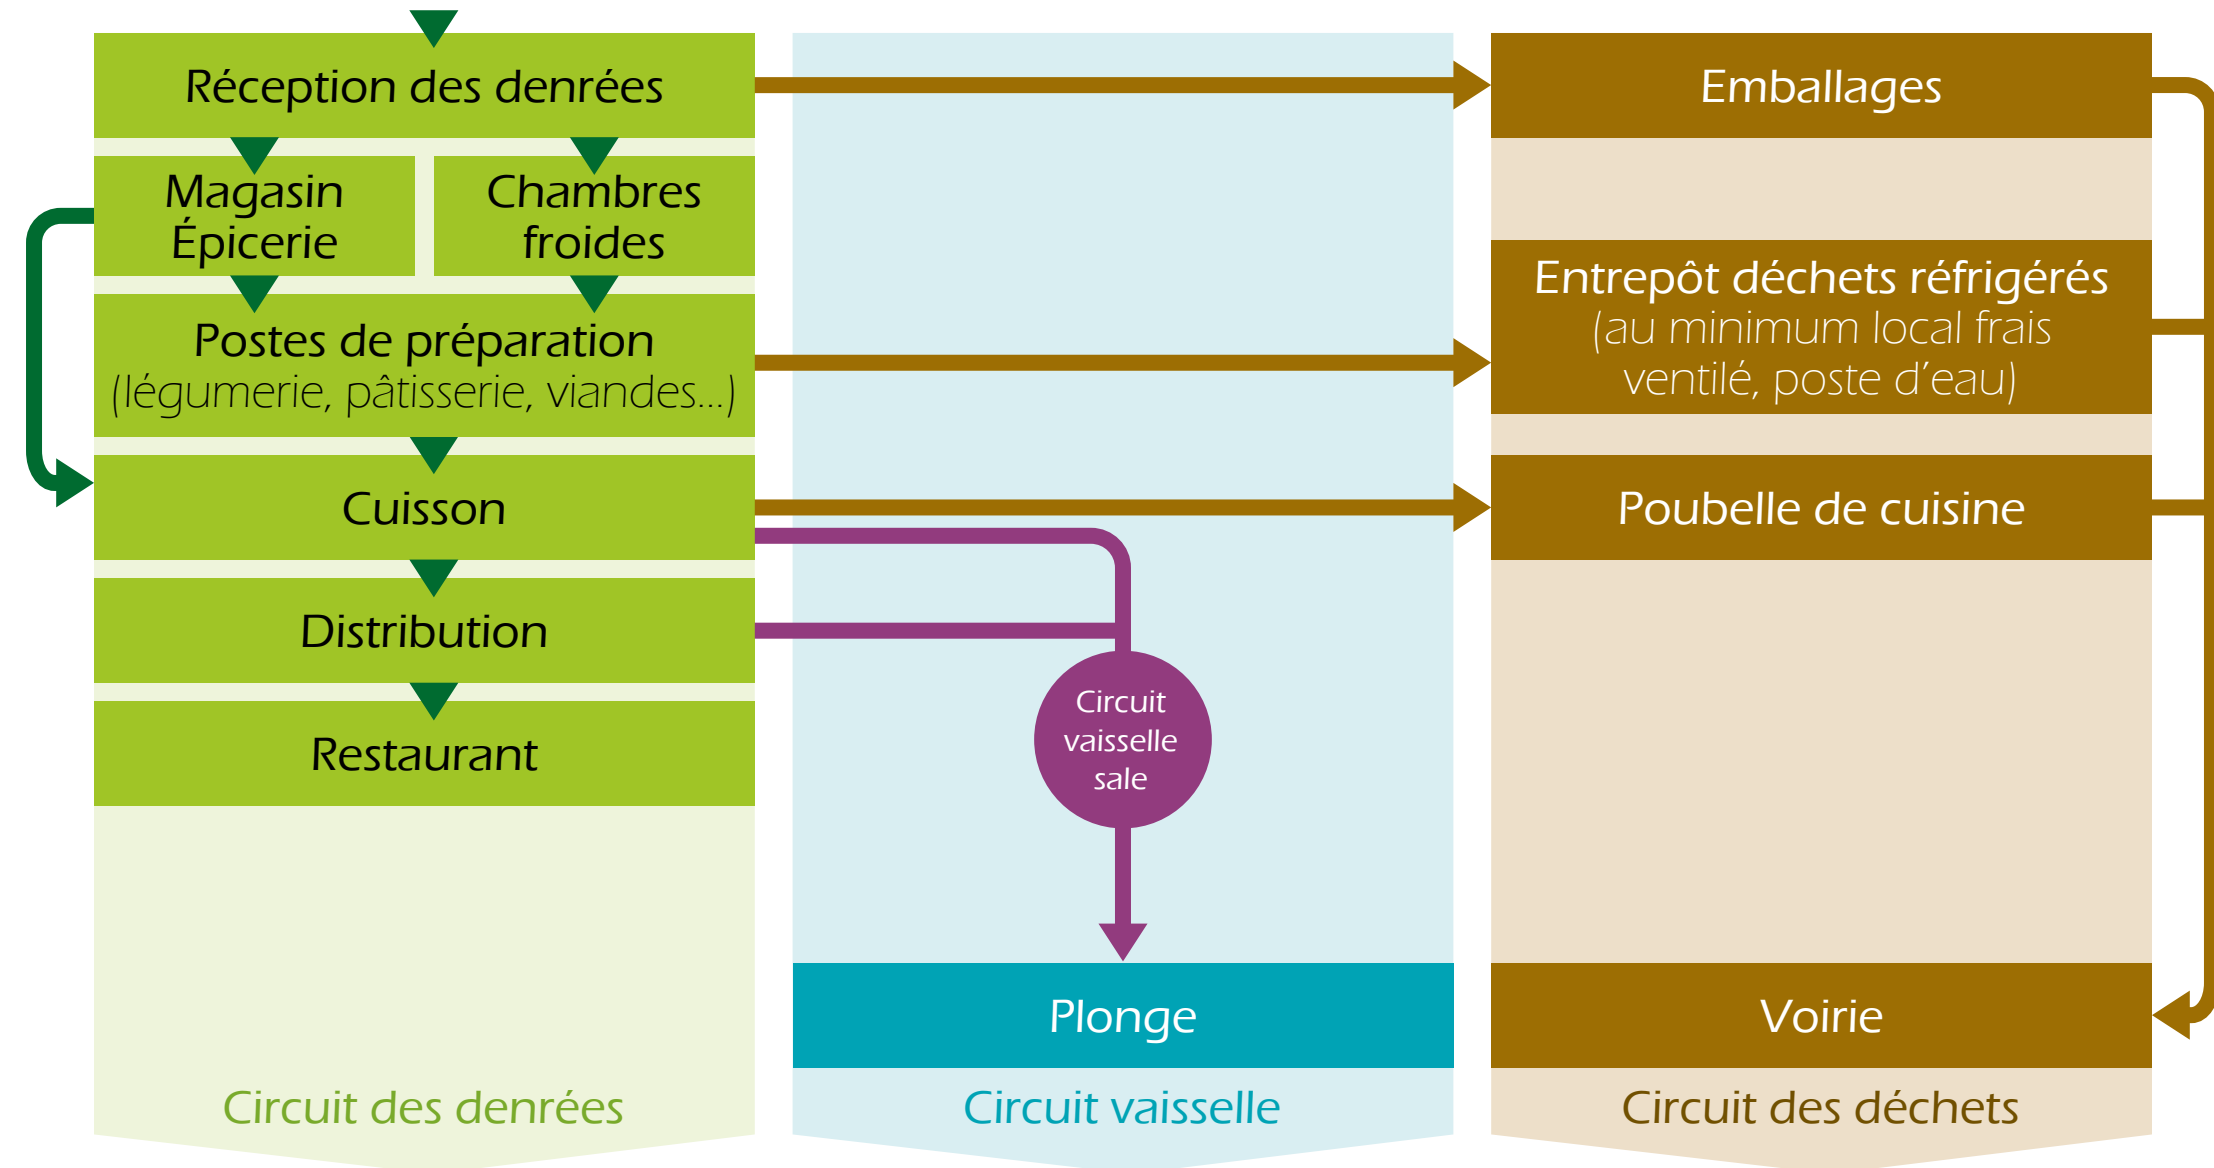 Réception des denrées
Magasin
Épicerie
Chambres
froides
Postes de préparation
(légumerie, pâtisserie, viandes...)
Cuisson
Distribution
Restaurant
Circuit des denrées
Circuit
vaisselle
sale
Plonge
Circuit vaisselle
Emballages
Entrepôt déchets réfrigérés
(au minimum local frais
ventilé, poste d’eau)
Poubelle de cuisine
Voirie
Circuit des déchets